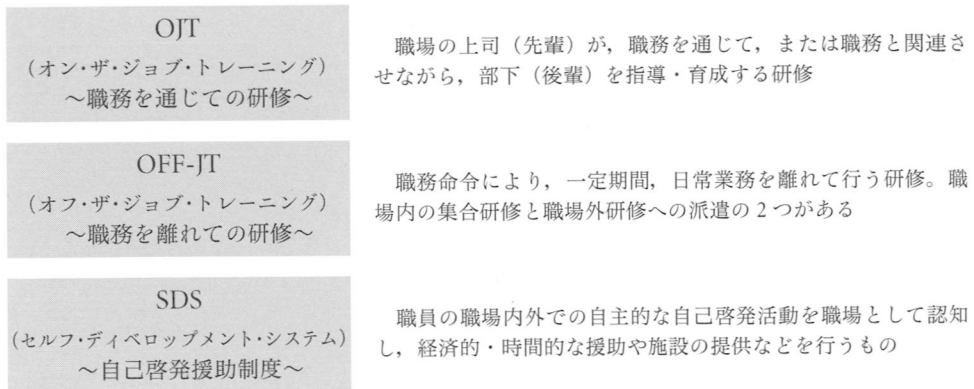 OJT
(オン・ザ・ジョブ・トレーニング)
〜職務を通じての研修〜
職場の上司（先輩）が，職務を通じて，または職務と関連さ
せながら，部下（後輩）を指導・育成する研修
OFF-JT
(オフ・ザ・ジョブ・トレーニング)
〜職務を離れての研修〜
職務命令により，一定期間，日常業務を離れて行う研修。職
場内の集合研修と職場外研修への派遣の2つがある
SDS
(セルフ・ディベロップメント・システム)
〜自己啓発援助制度〜
職員の職場内外での自主的な自己啓発活動を職場として認知
し，経済的・時間的な援助や施設の提供などを行うもの